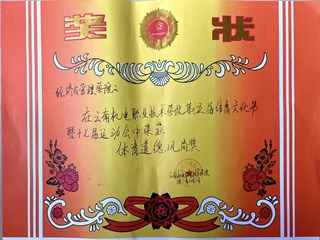 奖状
经济与管理学院：
在云南机电职业技术学院第五届体育文化节
暨十七届运动会中荣获
体育道德风尚奖